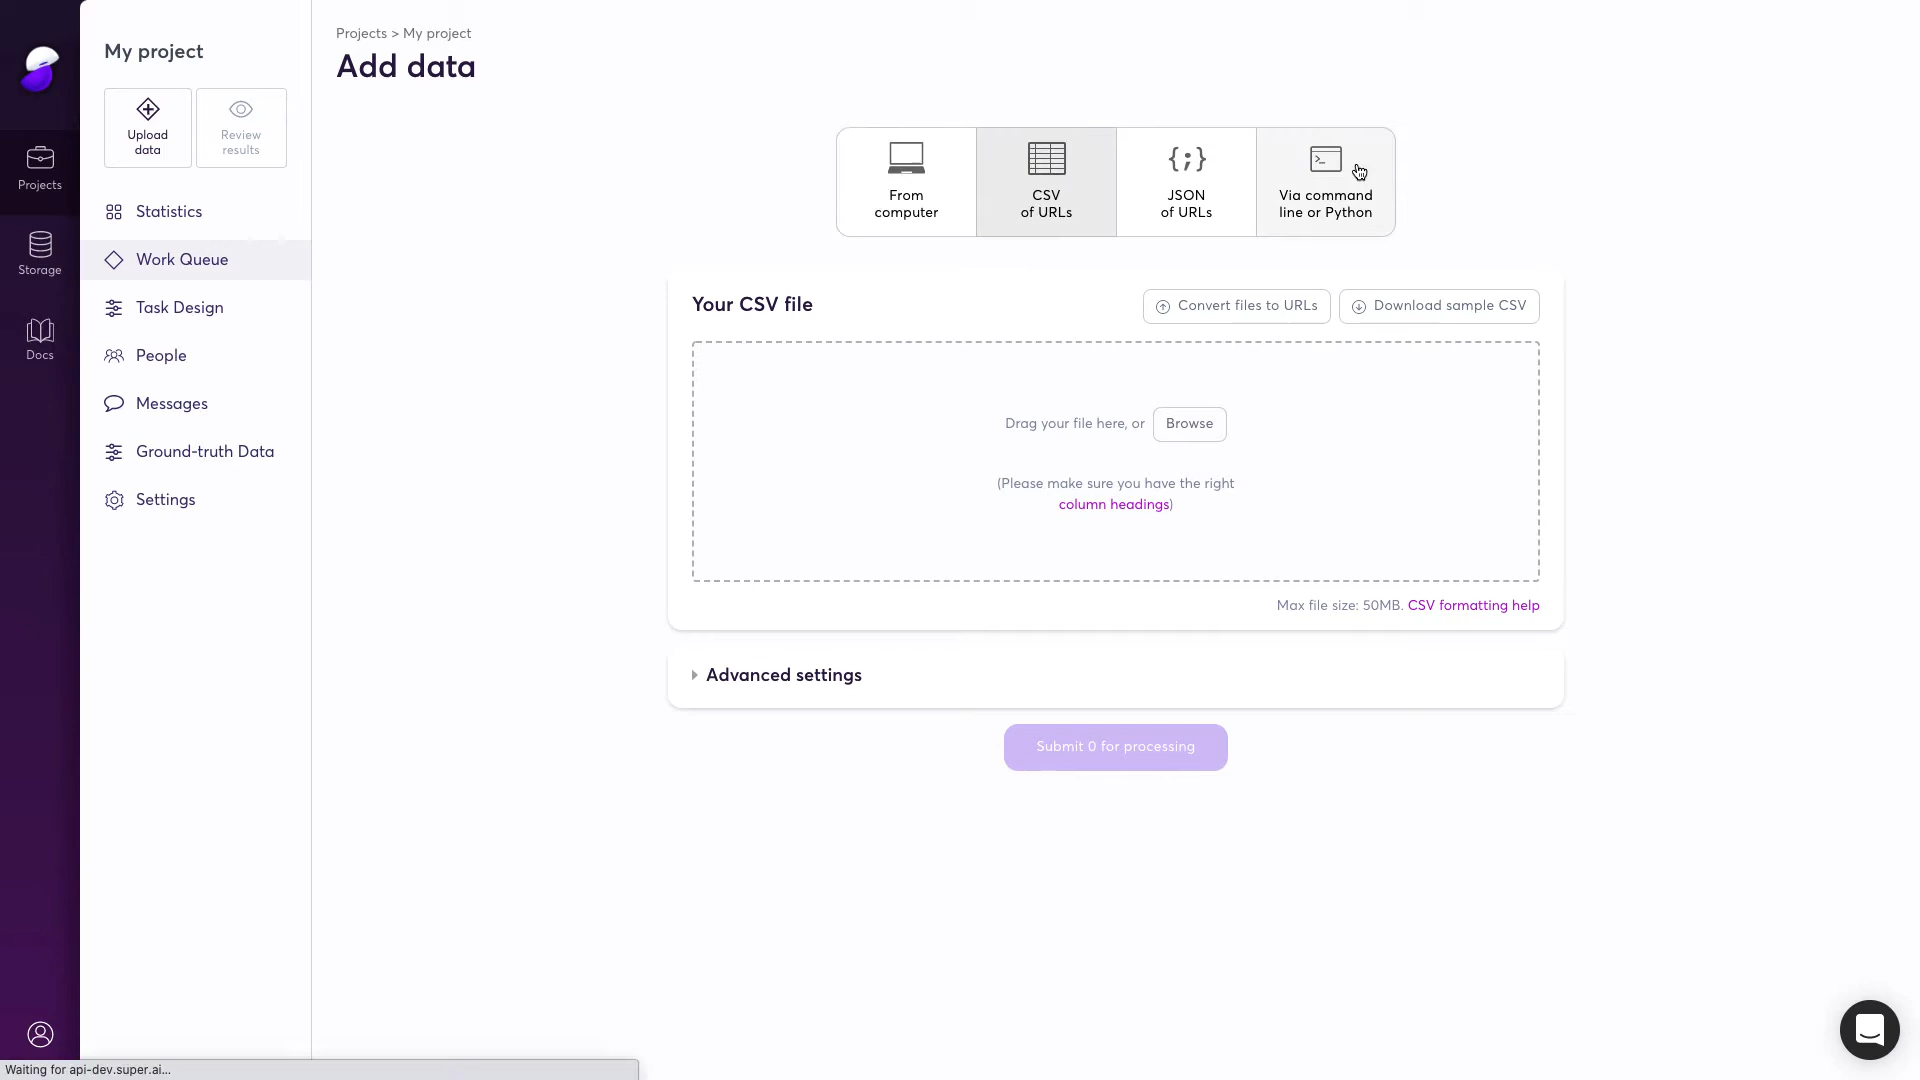 My project
Upload
data
Review
results
Projects
Storage
Docs
Statistics
Work Queue
Task Design
People
Messages
Ground-truth Data
Settings
Projects > My project
Add data
From
computer
CSV
of URLs
{;}
JSON
of URLs
Via command
line or Python
Your CSV file
Convert files to URLs
Download sample CSV
Drag your file here, or
Browse
(Please make sure you have the right
column headings)
Max file size: 50MB. CSV formatting help
Advanced settings
Submit 0 for processing
Waiting for api-dev.super.ai...